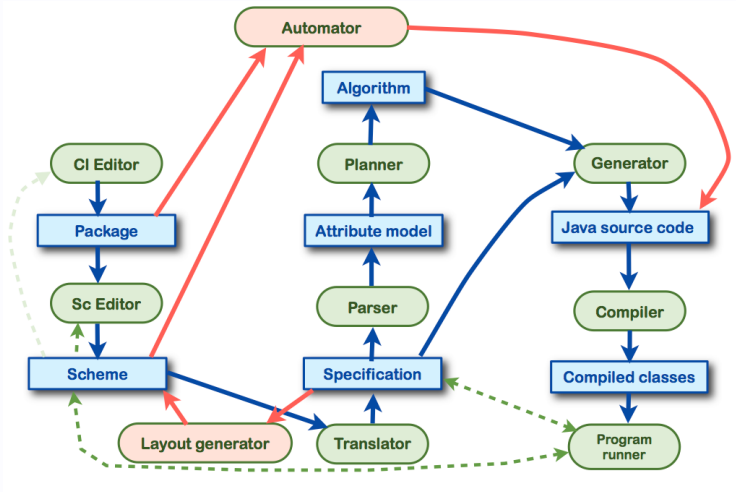 Automator
Algorithm
Cl Editor
Planner
Generator
Package
Attribute model
Java source code
Sc Editor
Parser
Compiler
Scheme
Specification
Compiled classes
Layout generator
Translator
Program
runner